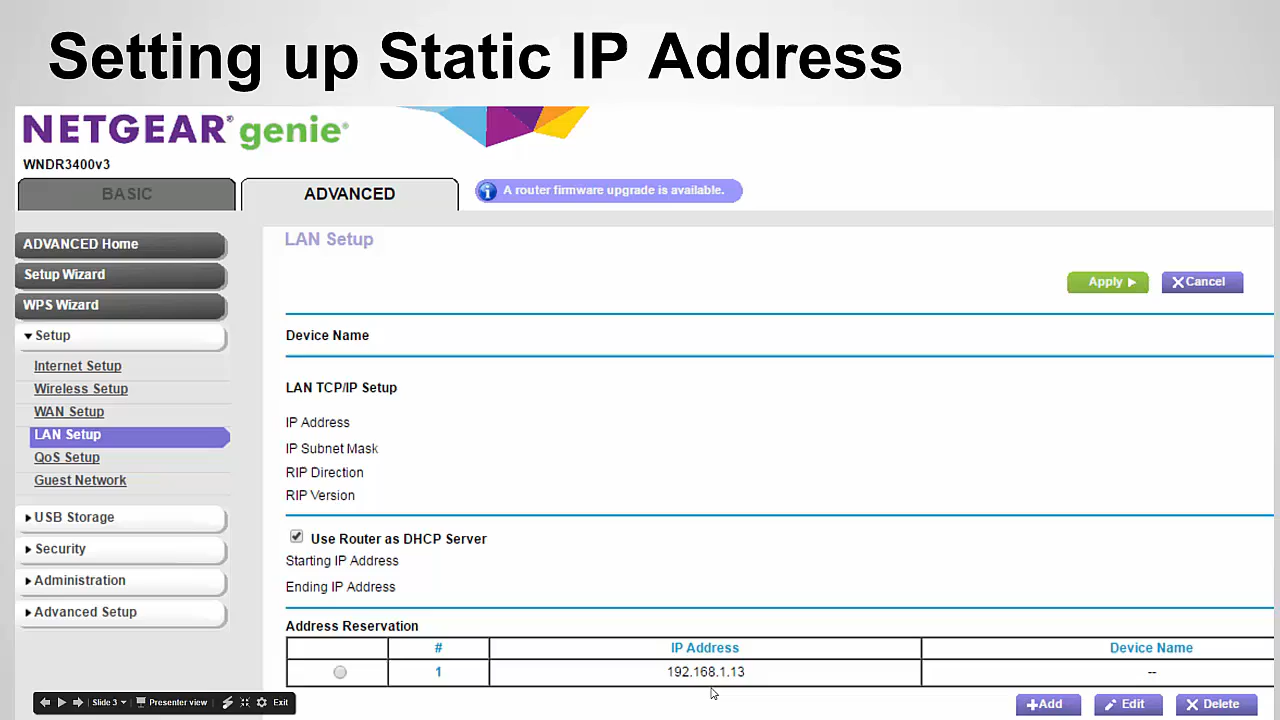 Setting up Static IP Address
NETGEAR® genie®
WNDR3400v3
BASIC
ADVANCED
A router firmware upgrade is available.
ADVANCED Home
Setup Wizard
WPS Wizard
Setup
Internet Setup
Wireless Setup
WAN Setup
LAN Setup
QoS Setup
Guest Network
USB Storage
Security
Administration
Advanced Setup
LAN Setup
Apply
Cancel
Device Name
LAN TCP/IP Setup
IP Address
IP Subnet Mask
RIP Direction
RIP Version
Use Router as DHCP Server
Starting IP Address
Ending IP Address
Address Reservation
# IP Address Device Name
1 192.168.1.13 --
Add Edit Delete
Slide 3 Presenter view Exit